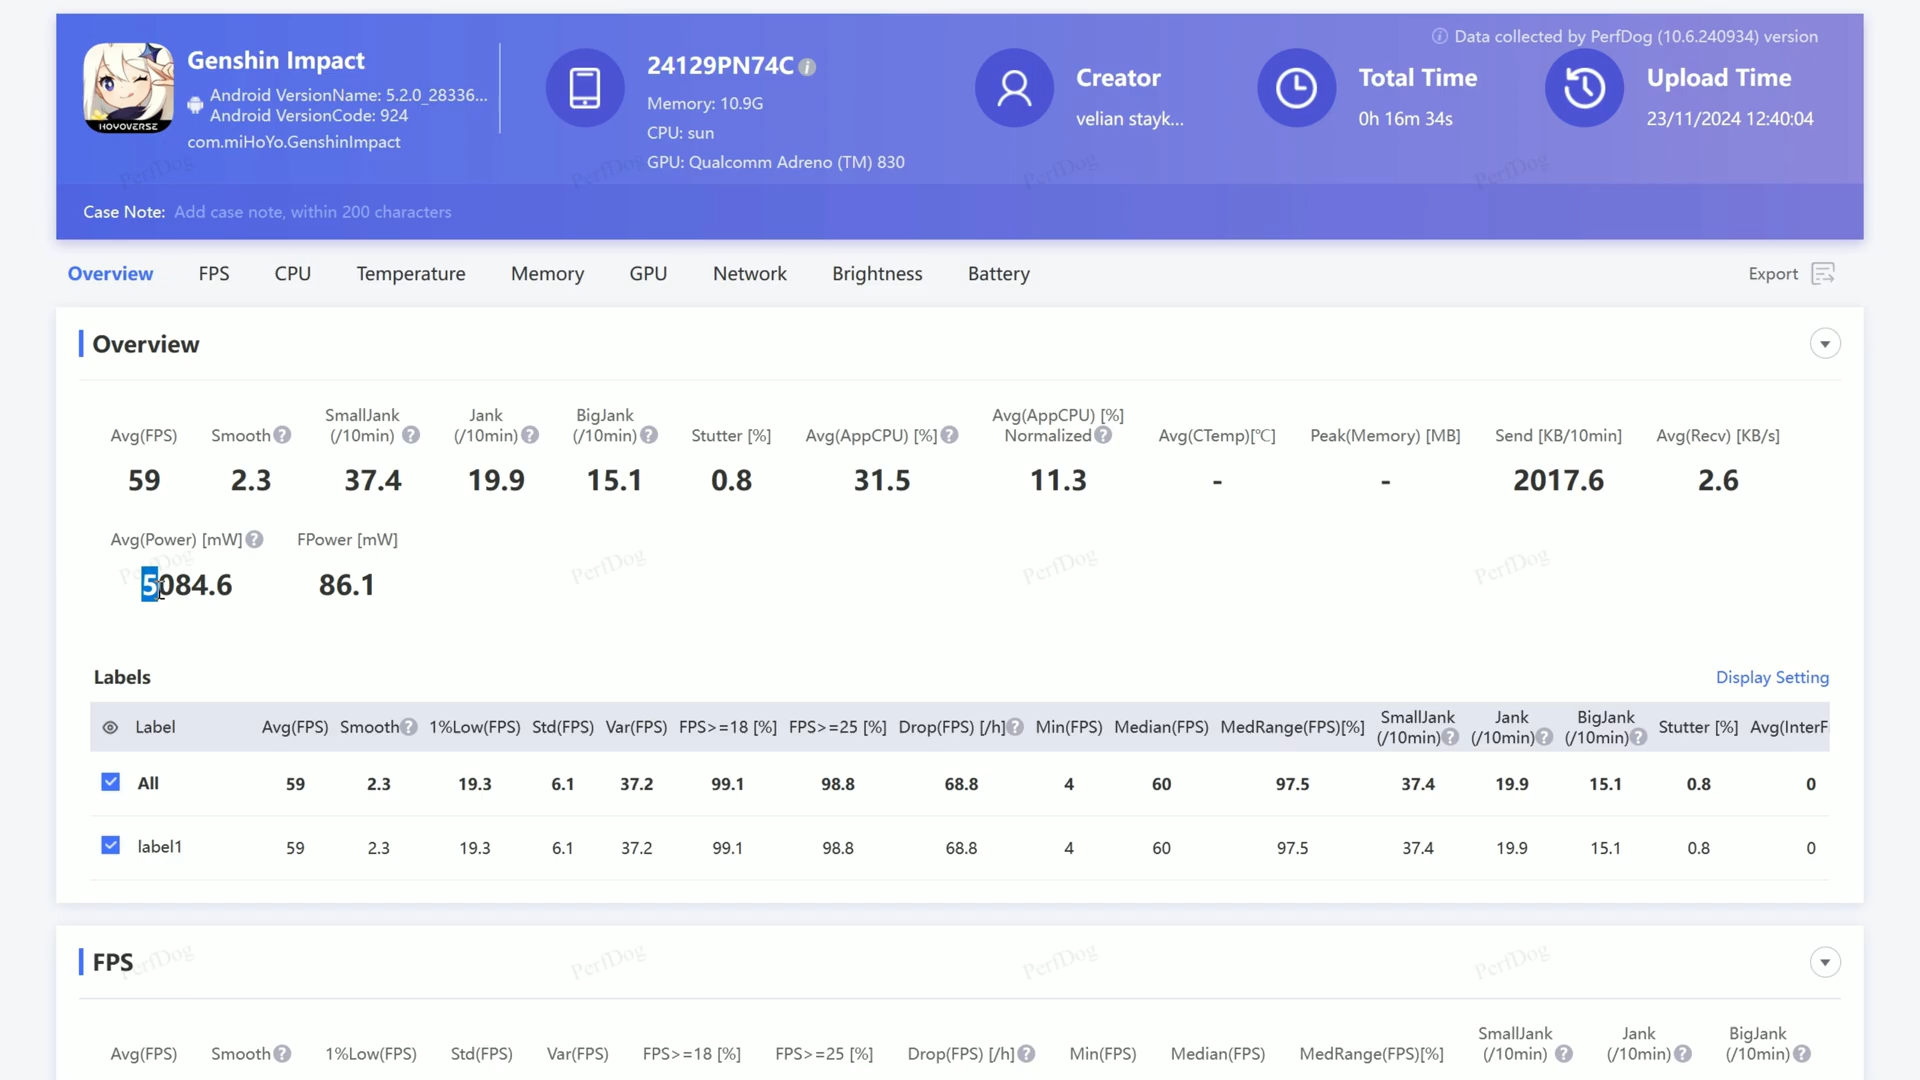 Data collected by PerfDog (10.6.240934) version
Genshin Impact
Android VersionName: 5.2.0_28336...
Android VersionCode: 924
com.miHoYo.GenshinImpact
HOYOVERSE
24129PN74C
Memory: 10.9G
CPU: sun
GPU: Qualcomm Adreno (TM) 830
Creator
velian stayk...
Total Time
0h 16m 34s
Upload Time
23/11/2024 12:40:04
Case Note: Add case note, within 200 characters
Overview FPS CPU Temperature Memory GPU Network Brightness Battery Export
Overview
Avg(FPS) Smooth SmallJank (/10min) Jank (/10min) BigJank (/10min) Stutter [%] Avg(AppCPU) [%] Avg(AppCPU) [%] Normalized Avg(CTemp)[℃] Peak(Memory) [MB] Send [KB/10min] Avg(Recv) [KB/s]
59 2.3 37.4 19.9 15.1 0.8 31.5 11.3 - - 2017.6 2.6
Avg(Power) [mW] FPower [mW]
5084.6 86.1
Labels Display Setting
Label Avg(FPS) Smooth 1%Low(FPS) Std(FPS) Var(FPS) FPS>=18 [%] FPS>=25 [%] Drop(FPS) [/h] Min(FPS) Median(FPS) MedRange(FPS)[%] SmallJank (/10min) Jank (/10min) BigJank (/10min) Stutter [%] Avg(InterF
All 59 2.3 19.3 6.1 37.2 99.1 98.8 68.8 4 60 97.5 37.4 19.9 15.1 0.8 0
label1 59 2.3 19.3 6.1 37.2 99.1 98.8 68.8 4 60 97.5 37.4 19.9 15.1 0.8 0
FPS
Avg(FPS) Smooth 1%Low(FPS) Std(FPS) Var(FPS) FPS>=18 [%] FPS>=25 [%] Drop(FPS) [/h] Min(FPS) Median(FPS) MedRange(FPS)[%] SmallJank (/10min) Jank (/10min) BigJank (/10min)
PerfDog PerfDog PerfDog PerfDog
PerfDog PerfDog PerfDog PerfDog
PerfDog PerfDog PerfDog PerfDog